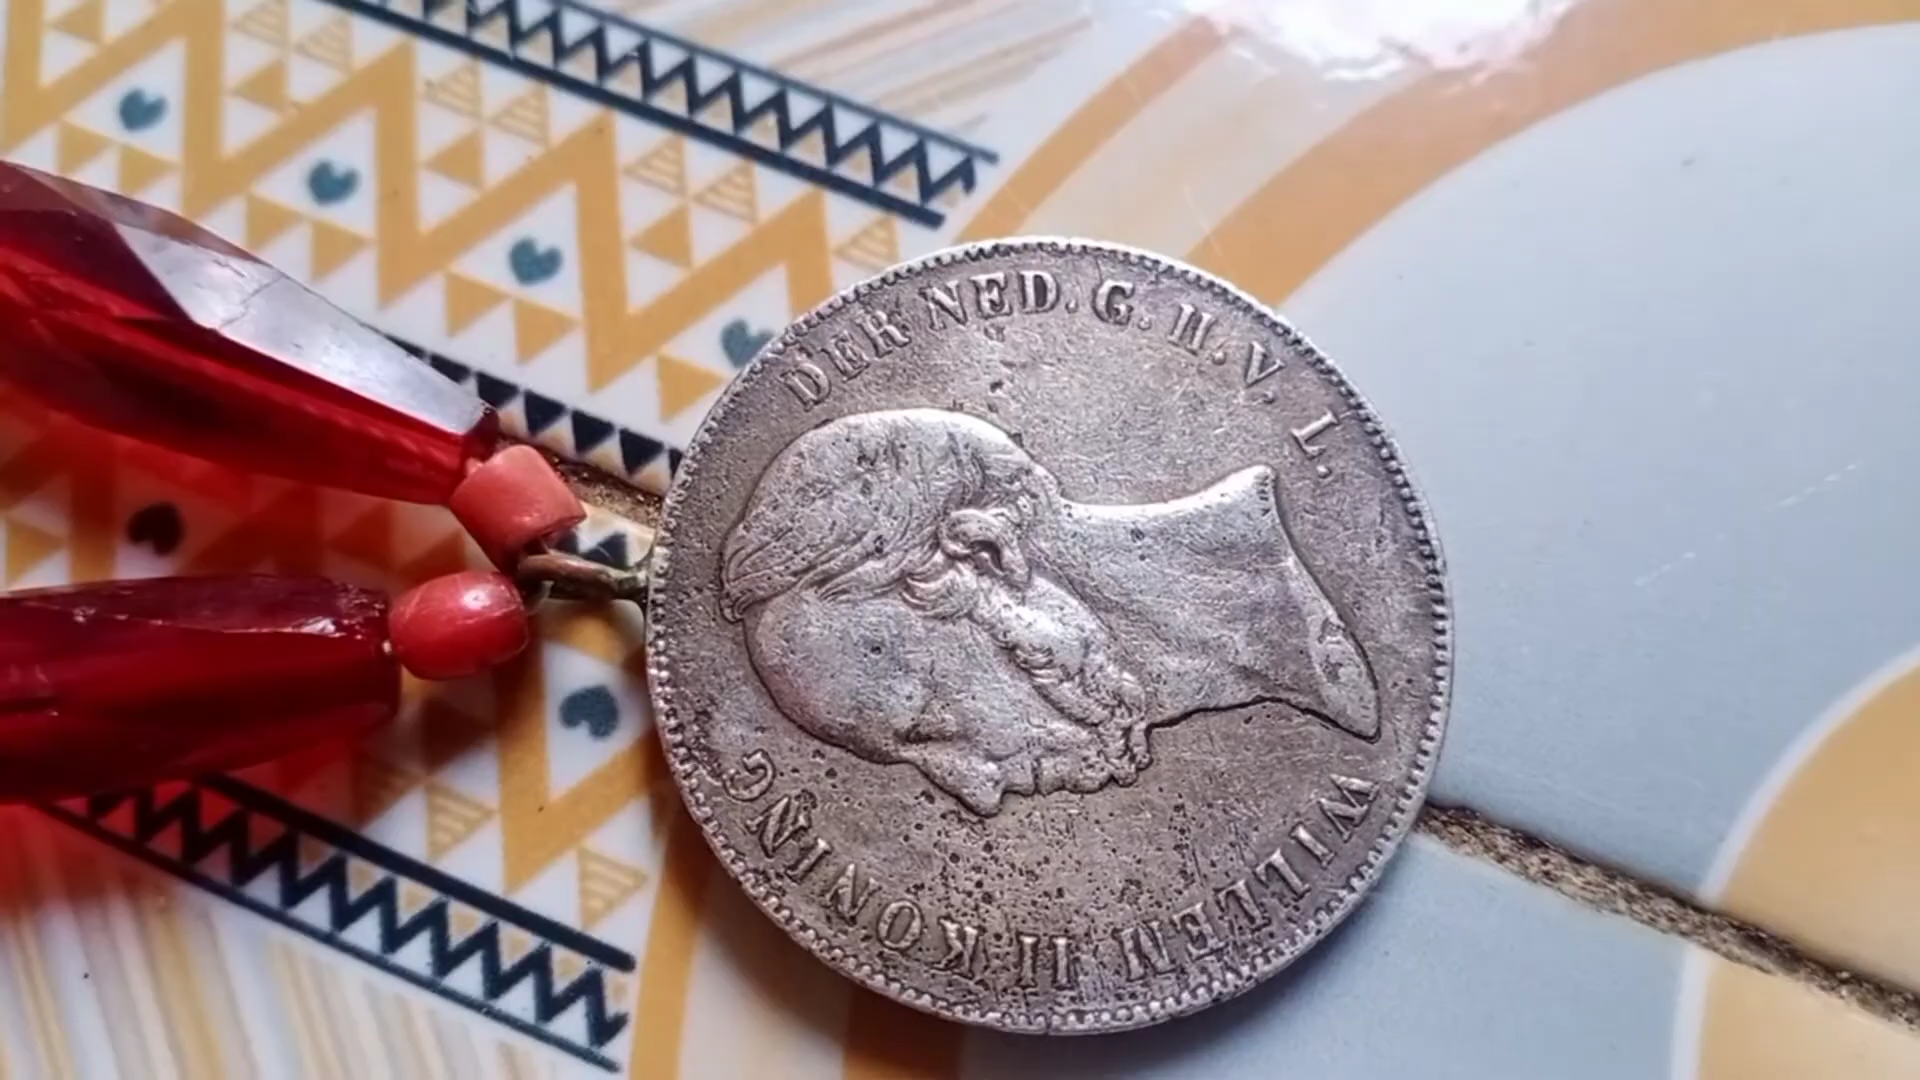 WILLEM II KONING
DER NED. G. H. V. L.